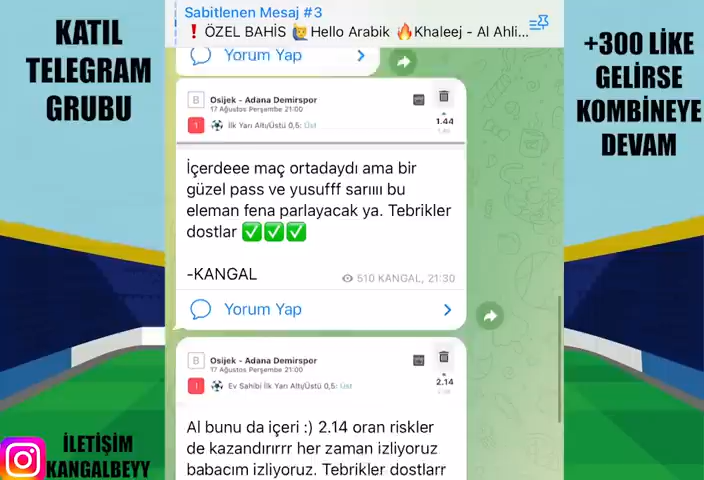 KATIL
TELEGRAM
GRUBU
Sabitlenen Mesaj #3
❗ ÖZEL BAHİS 🙋‍♂️Hello Arabik 🔥Khaleej - Al Ahli...
Yorum Yap
+300 LİKE
GELİRSE
KOMBİNEYE
DEVAM
B Osijek - Adana Demirspor
17 Ağustos Perşembe 21:00
1 ⚽ İlk Yarı Altı/Üstü 0,5: Üst
1.44
İçerdeee maç ortadaydı ama bir
güzel pass ve yusufff sarıııı bu
eleman fena parlayacak ya. Tebrikler
dostlar ✅✅✅
-KANGAL
510 KANGAL, 21:30
Yorum Yap
B Osijek - Adana Demirspor
17 Ağustos Perşembe 21:00
1 ⚽ Ev Sahibi İlk Yarı Altı/Üstü 0,5: Üst
2.14
Al bunu da içeri :) 2.14 oran riskler
de kazandırırrr her zaman izliyoruz
babacım izliyoruz. Tebrikler dostlarr
İLETİŞİM
KANGALBEYY